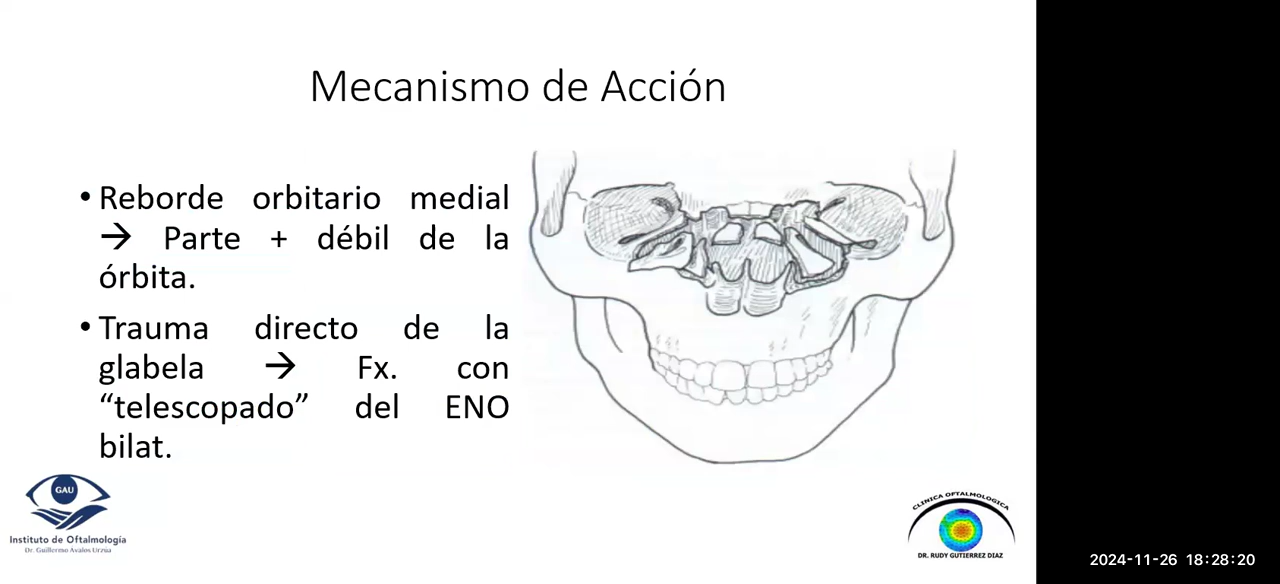 Mecanismo de Acción
• Reborde orbitario medial
→ Parte + débil de la
órbita.
• Trauma directo de la
glabela → Fx. con
“telescopado” del ENO
bilat.
GAU
Instituto de Oftalmología
Dr. Guillermo Avalos Urzúa
CLINICA OFTALMOLOGICA
DR. RUDY GUTIERREZ DIAZ
2024-11-26 18:28:20